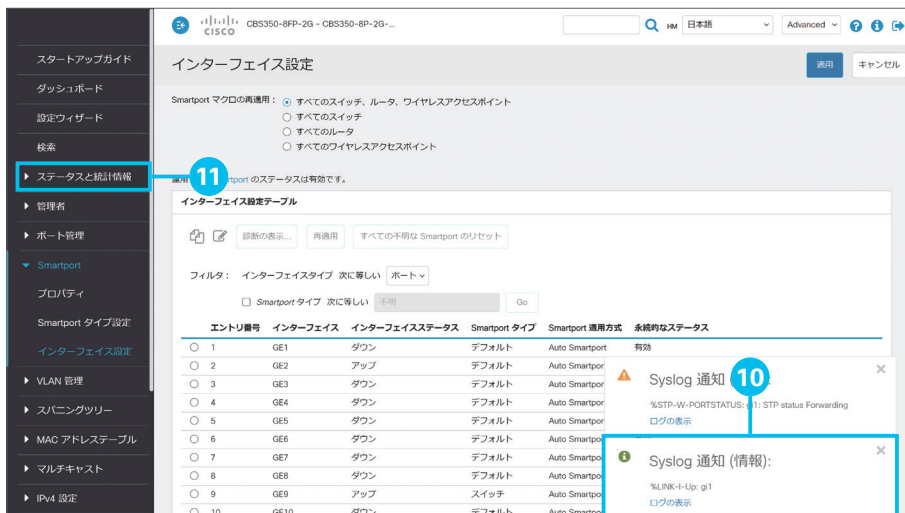 CISCO
CBS350-8FP-2G - CBS350-8P-2G-...
HM
日本語
Advanced
スタートアップガイド
ダッシュボード
設定ウィザード
検索
ステータスと統計情報
管理者
ポート管理
Smartport
プロパティ
Smartport タイプ設定
インターフェイス設定
VLAN 管理
スパニングツリー
MAC アドレステーブル
マルチキャスト
IPv4 設定
インターフェイス設定
適用
キャンセル
Smartport マクロの再適用：
すべてのスイッチ、ルータ、ワイヤレスアクセスポイント
すべてのスイッチ
すべてのルータ
すべてのワイヤレスアクセスポイント
11
のステータスは有効です。
インターフェイス設定テーブル
診断の表示...
再適用
すべての不明な Smartport のリセット
フィルタ： インターフェイスタイプ 次に等しい ポート
Smartport タイプ 次に等しい 不明 Go
エントリ番号 インターフェイス インターフェイスステータス Smartport タイプ Smartport 適用方式 永続的なステータス
1 GE1 ダウン デフォルト Auto Smartport 有効
2 GE2 アップ デフォルト Auto Smartpor
3 GE3 ダウン デフォルト Auto Smartpor
4 GE4 ダウン デフォルト Auto Smartpor
5 GE5 ダウン デフォルト Auto Smartpor
6 GE6 ダウン デフォルト Auto Smartpo
7 GE7 ダウン デフォルト Auto Smartpo
8 GE8 ダウン デフォルト Auto Smartpo
9 GE9 アップ スイッチ Auto Smartpo
10 GE10 ダウン デフォルト Auto Smartpo
Syslog 通知
10
%STP-W-PORTSTATUS: gi1: STP status Forwarding
ログの表示
Syslog 通知 (情報):
%LINK-I-Up: gi1
ログの表示